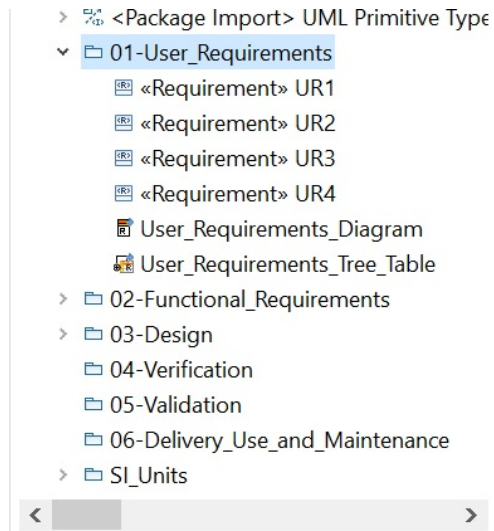 <Package Import> UML Primitive Type
01-User_Requirements
«Requirement» UR1
«Requirement» UR2
«Requirement» UR3
«Requirement» UR4
User_Requirements_Diagram
User_Requirements_Tree_Table
02-Functional_Requirements
03-Design
04-Verification
05-Validation
06-Delivery_Use_and_Maintenance
SI_Units